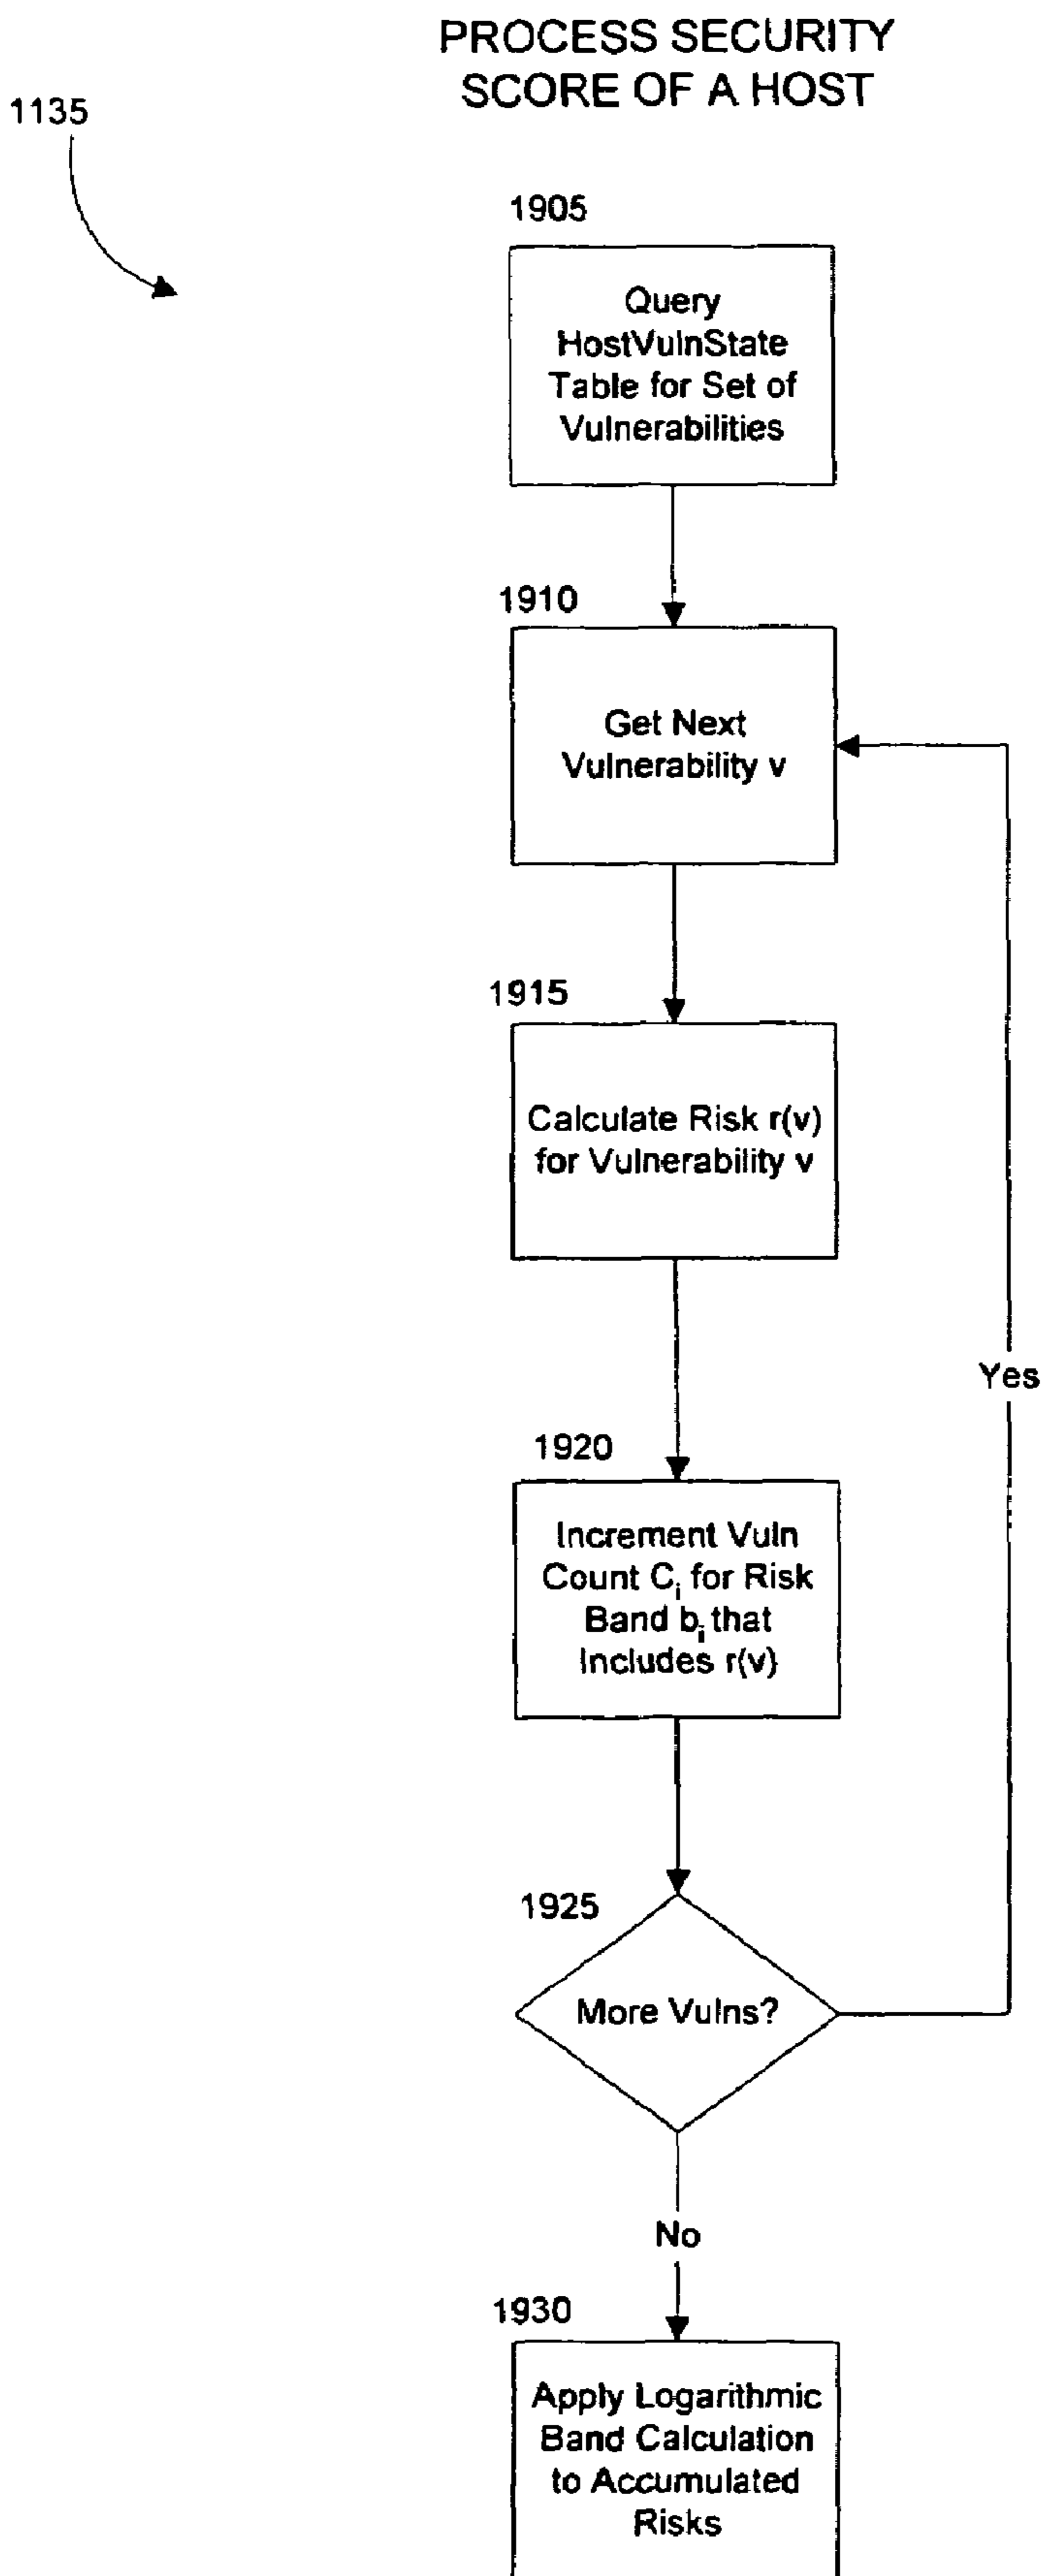 PROCESS SECURITY
SCORE OF A HOST
1135
1905
Query
HostVulnState
Table for Set of
Vulnerabilities
1910
Get Next
Vulnerability v
1915
Calculate Risk r(v)
for Vulnerability v
Yes
1920
Increment Vuln
Count Ci for Risk
Band bi that
Includes r(v)
1925
More Vulns?
No
1930
Apply Logarithmic
Band Calculation
to Accumulated
Risks